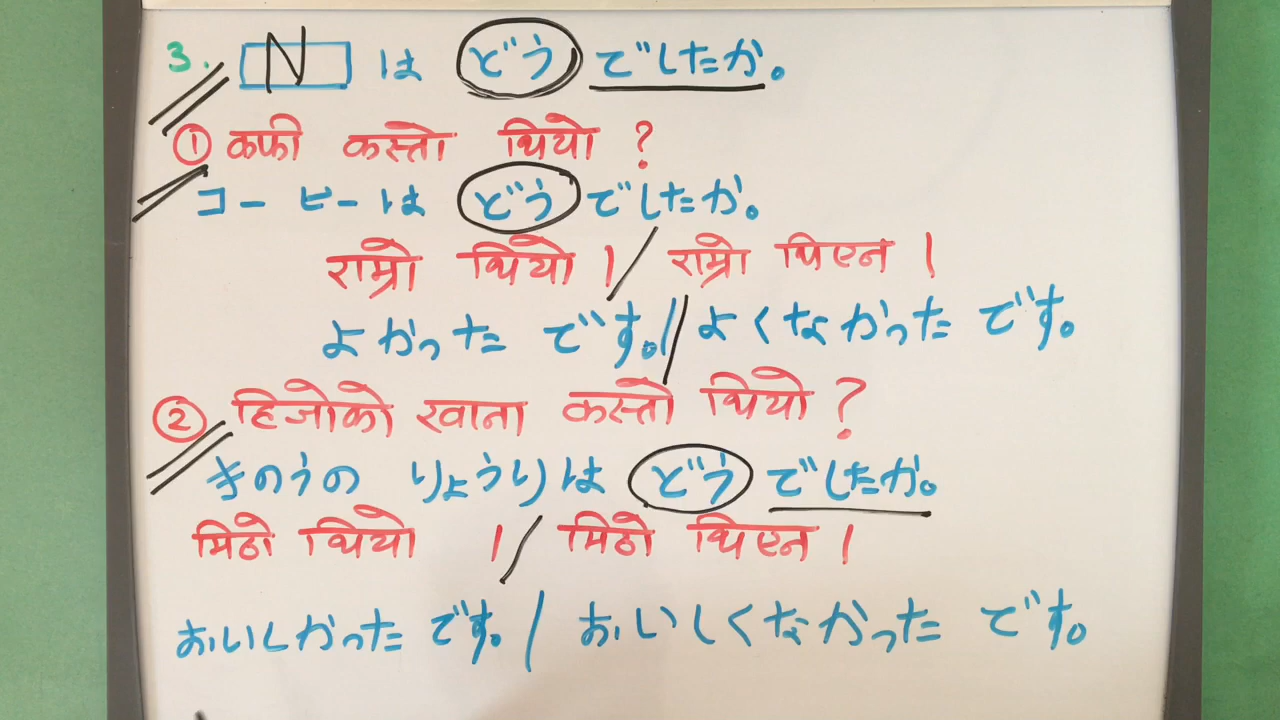 3. N は どう でしたか。
① कफी कस्तो थियो ?
コーヒーは どう でしたか。
राम्रो थियो । / राम्रो थिएन ।
よかった です。/ よくなかった です。
② हिजोको खाना कस्तो थियो ?
きのうの りょうりは どう でしたか。
मिठो थियो । / मिठो थिएन ।
おいしかった です。/ おいしくなかった です。